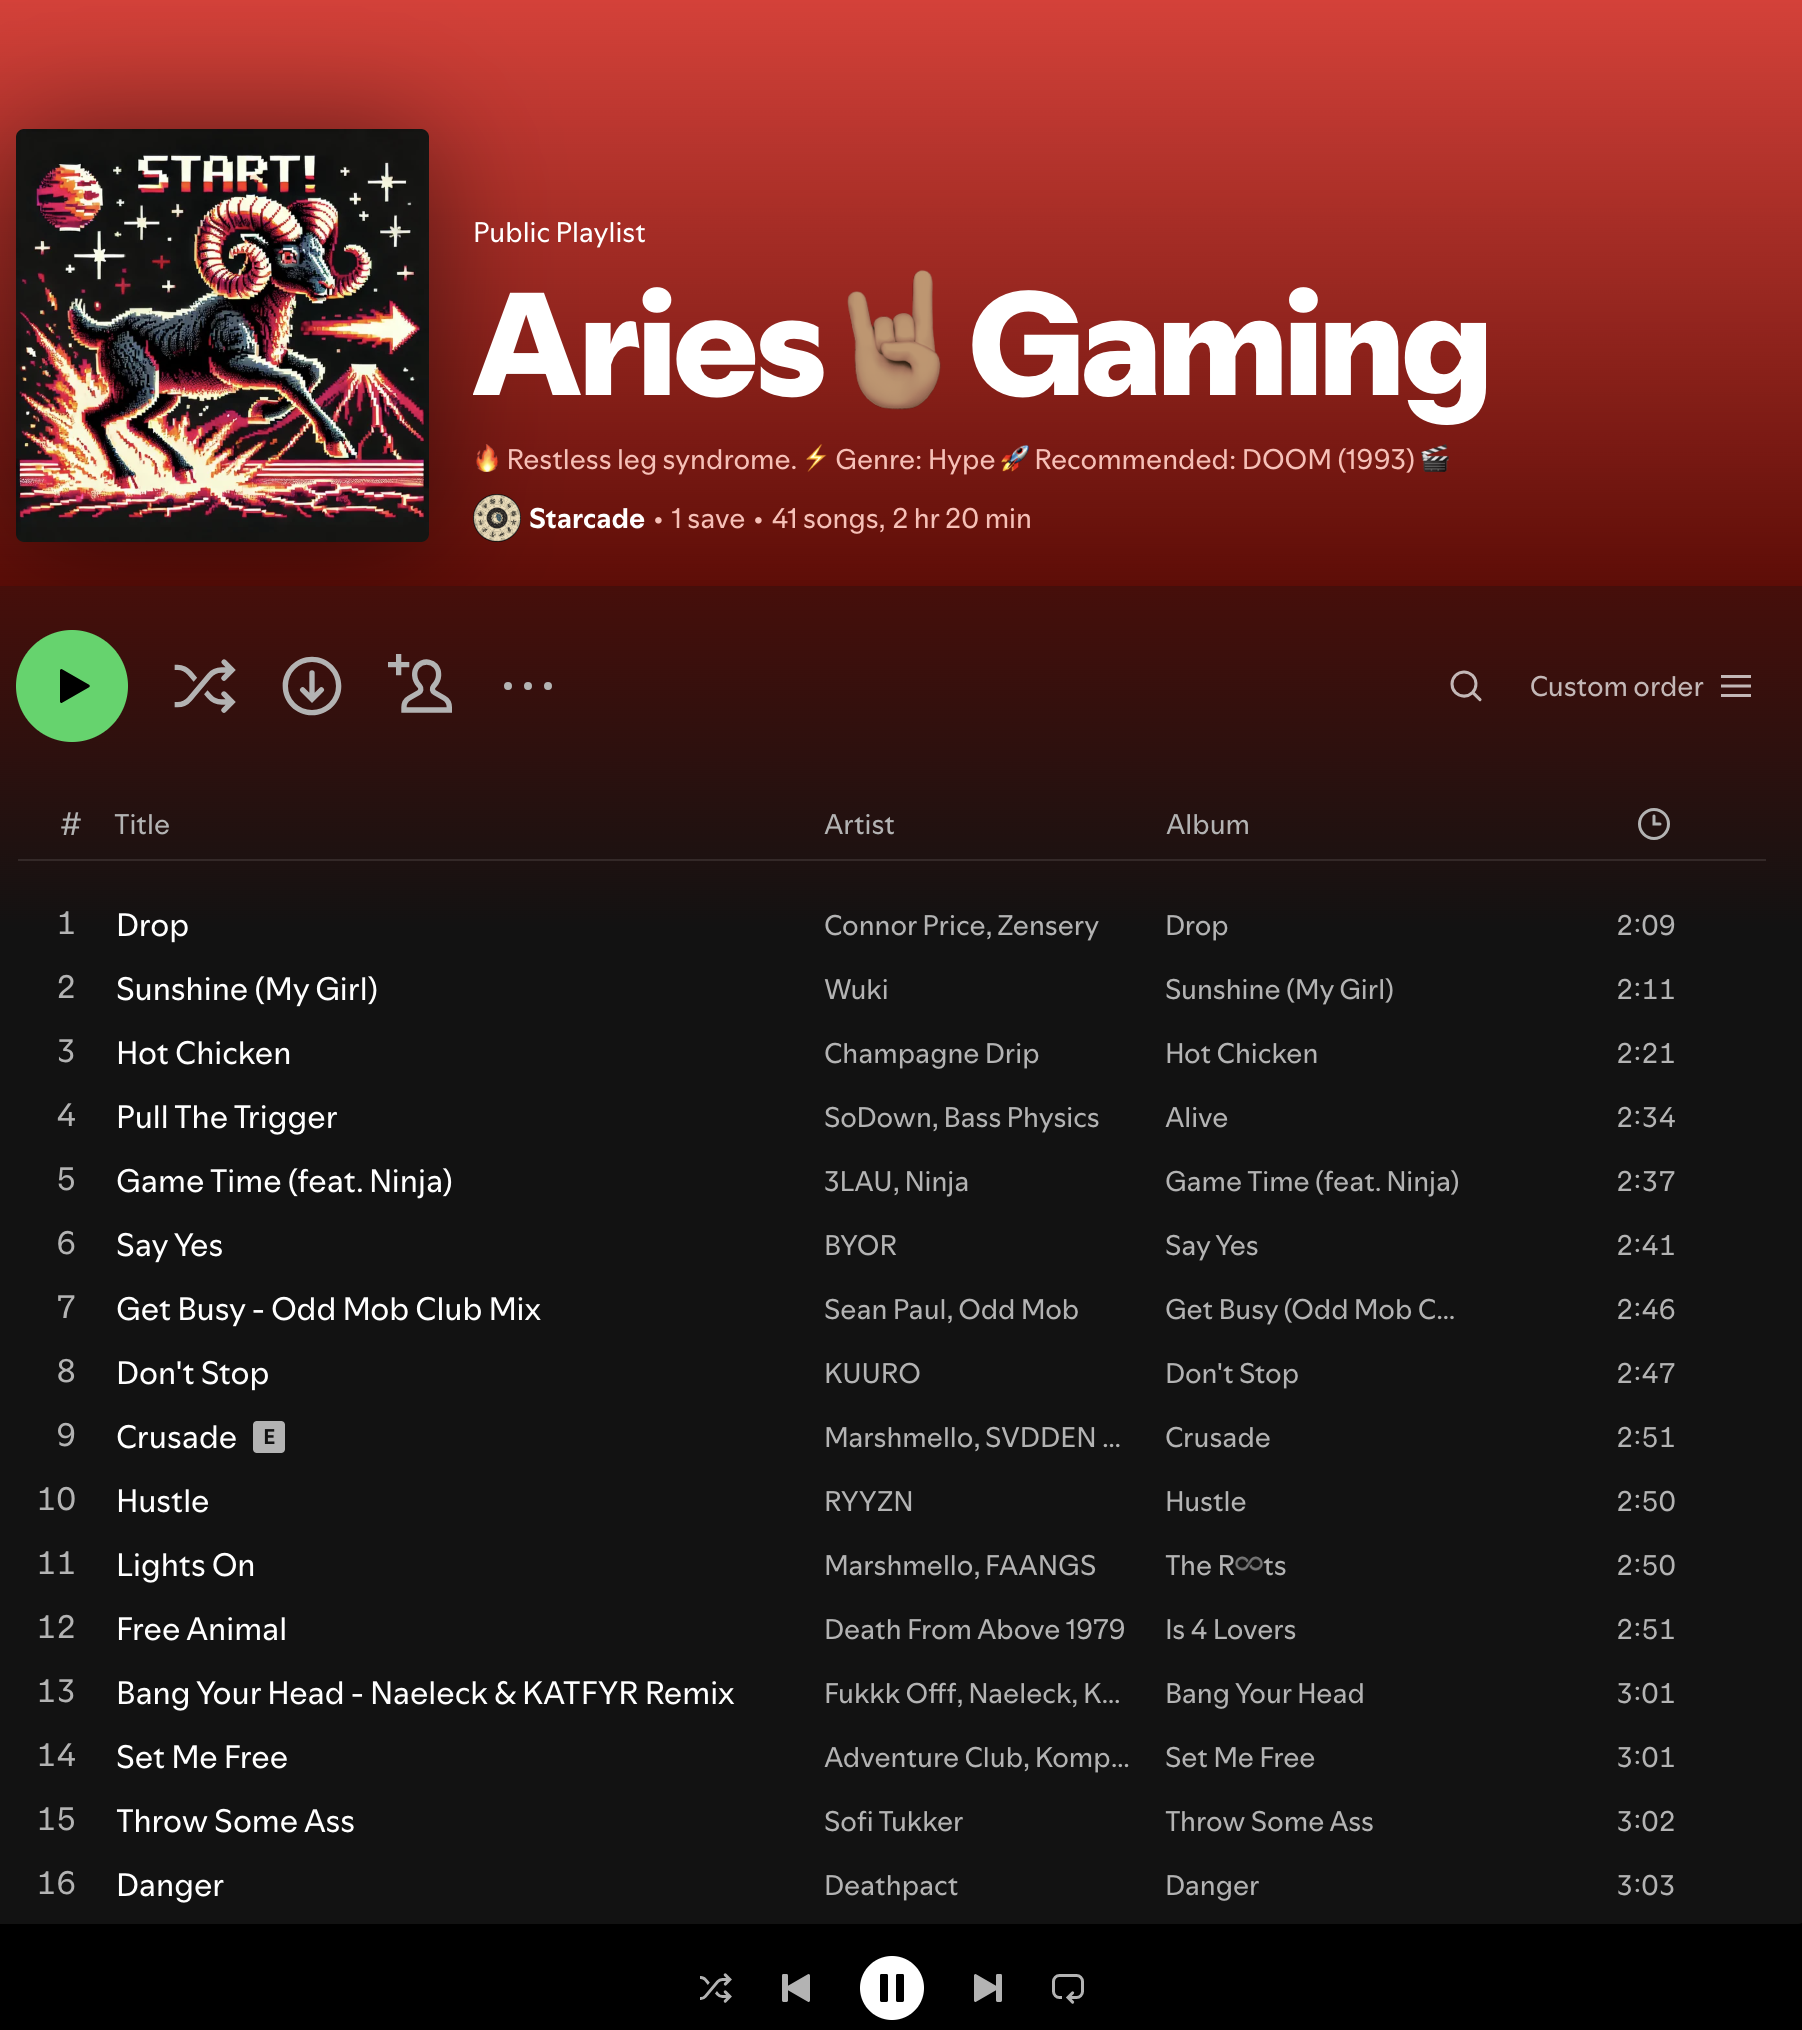 START!
Public Playlist
Aries🤘🏽Gaming
🔥 Restless leg syndrome. ⚡ Genre: Hype 🚀 Recommended: DOOM (1993) 🎬
Starcade • 1 save • 41 songs, 2 hr 20 min
Custom order
# Title Artist Album
1 Drop Connor Price, Zensery Drop 2:09
2 Sunshine (My Girl) Wuki Sunshine (My Girl) 2:11
3 Hot Chicken Champagne Drip Hot Chicken 2:21
4 Pull The Trigger SoDown, Bass Physics Alive 2:34
5 Game Time (feat. Ninja) 3LAU, Ninja Game Time (feat. Ninja) 2:37
6 Say Yes BYOR Say Yes 2:41
7 Get Busy - Odd Mob Club Mix Sean Paul, Odd Mob Get Busy (Odd Mob C... 2:46
8 Don't Stop KUURO Don't Stop 2:47
9 Crusade E Marshmello, SVDDEN ... Crusade 2:51
10 Hustle RYYZN Hustle 2:50
11 Lights On Marshmello, FAANGS The R∞ts 2:50
12 Free Animal Death From Above 1979 Is 4 Lovers 2:51
13 Bang Your Head - Naeleck & KATFYR Remix Fukkk Offf, Naeleck, K... Bang Your Head 3:01
14 Set Me Free Adventure Club, Komp... Set Me Free 3:01
15 Throw Some Ass Sofi Tukker Throw Some Ass 3:02
16 Danger Deathpact Danger 3:03